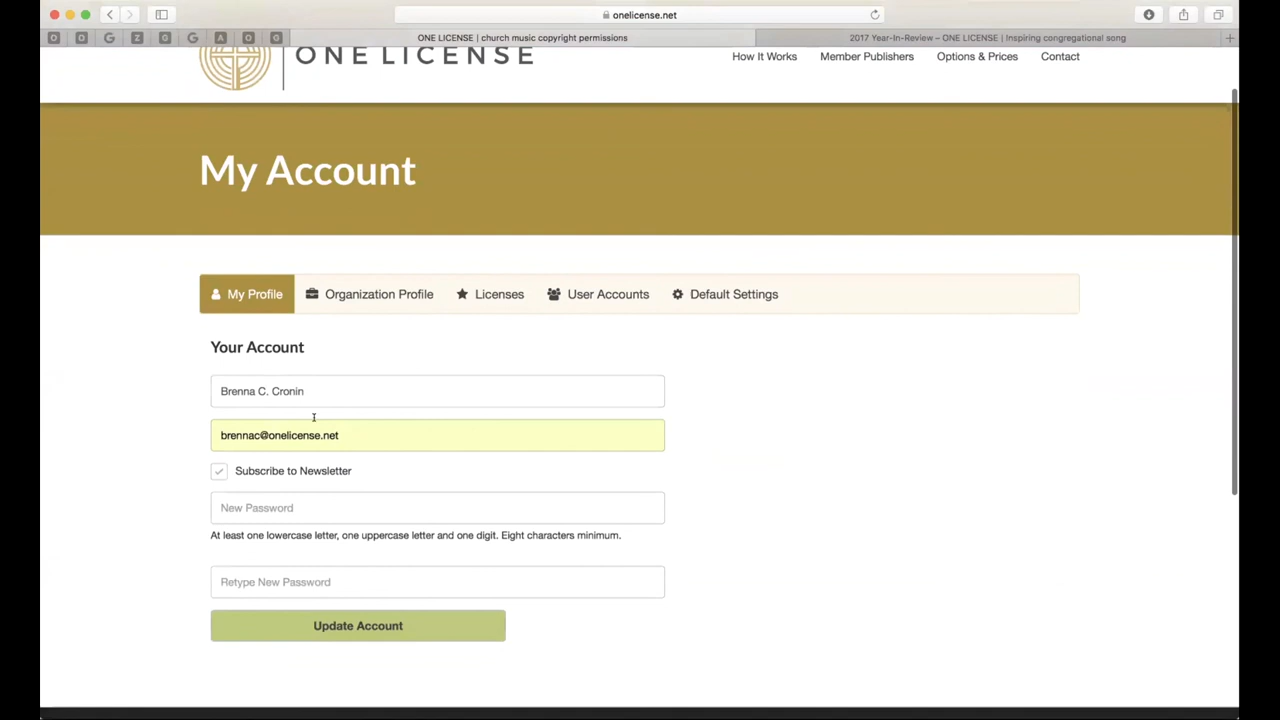 onelicense.net
O O G Z O G A O O
ONE LICENSE | church music copyright permissions
2017 Year-In-Review – ONE LICENSE | Inspiring congregational song
ONE LICENSE
How It Works Member Publishers Options & Prices Contact
My Account
My Profile Organization Profile Licenses User Accounts Default Settings
Your Account
Brenna C. Cronin
brennac@onelicense.net
Subscribe to Newsletter
New Password
At least one lowercase letter, one uppercase letter and one digit. Eight characters minimum.
Retype New Password
Update Account